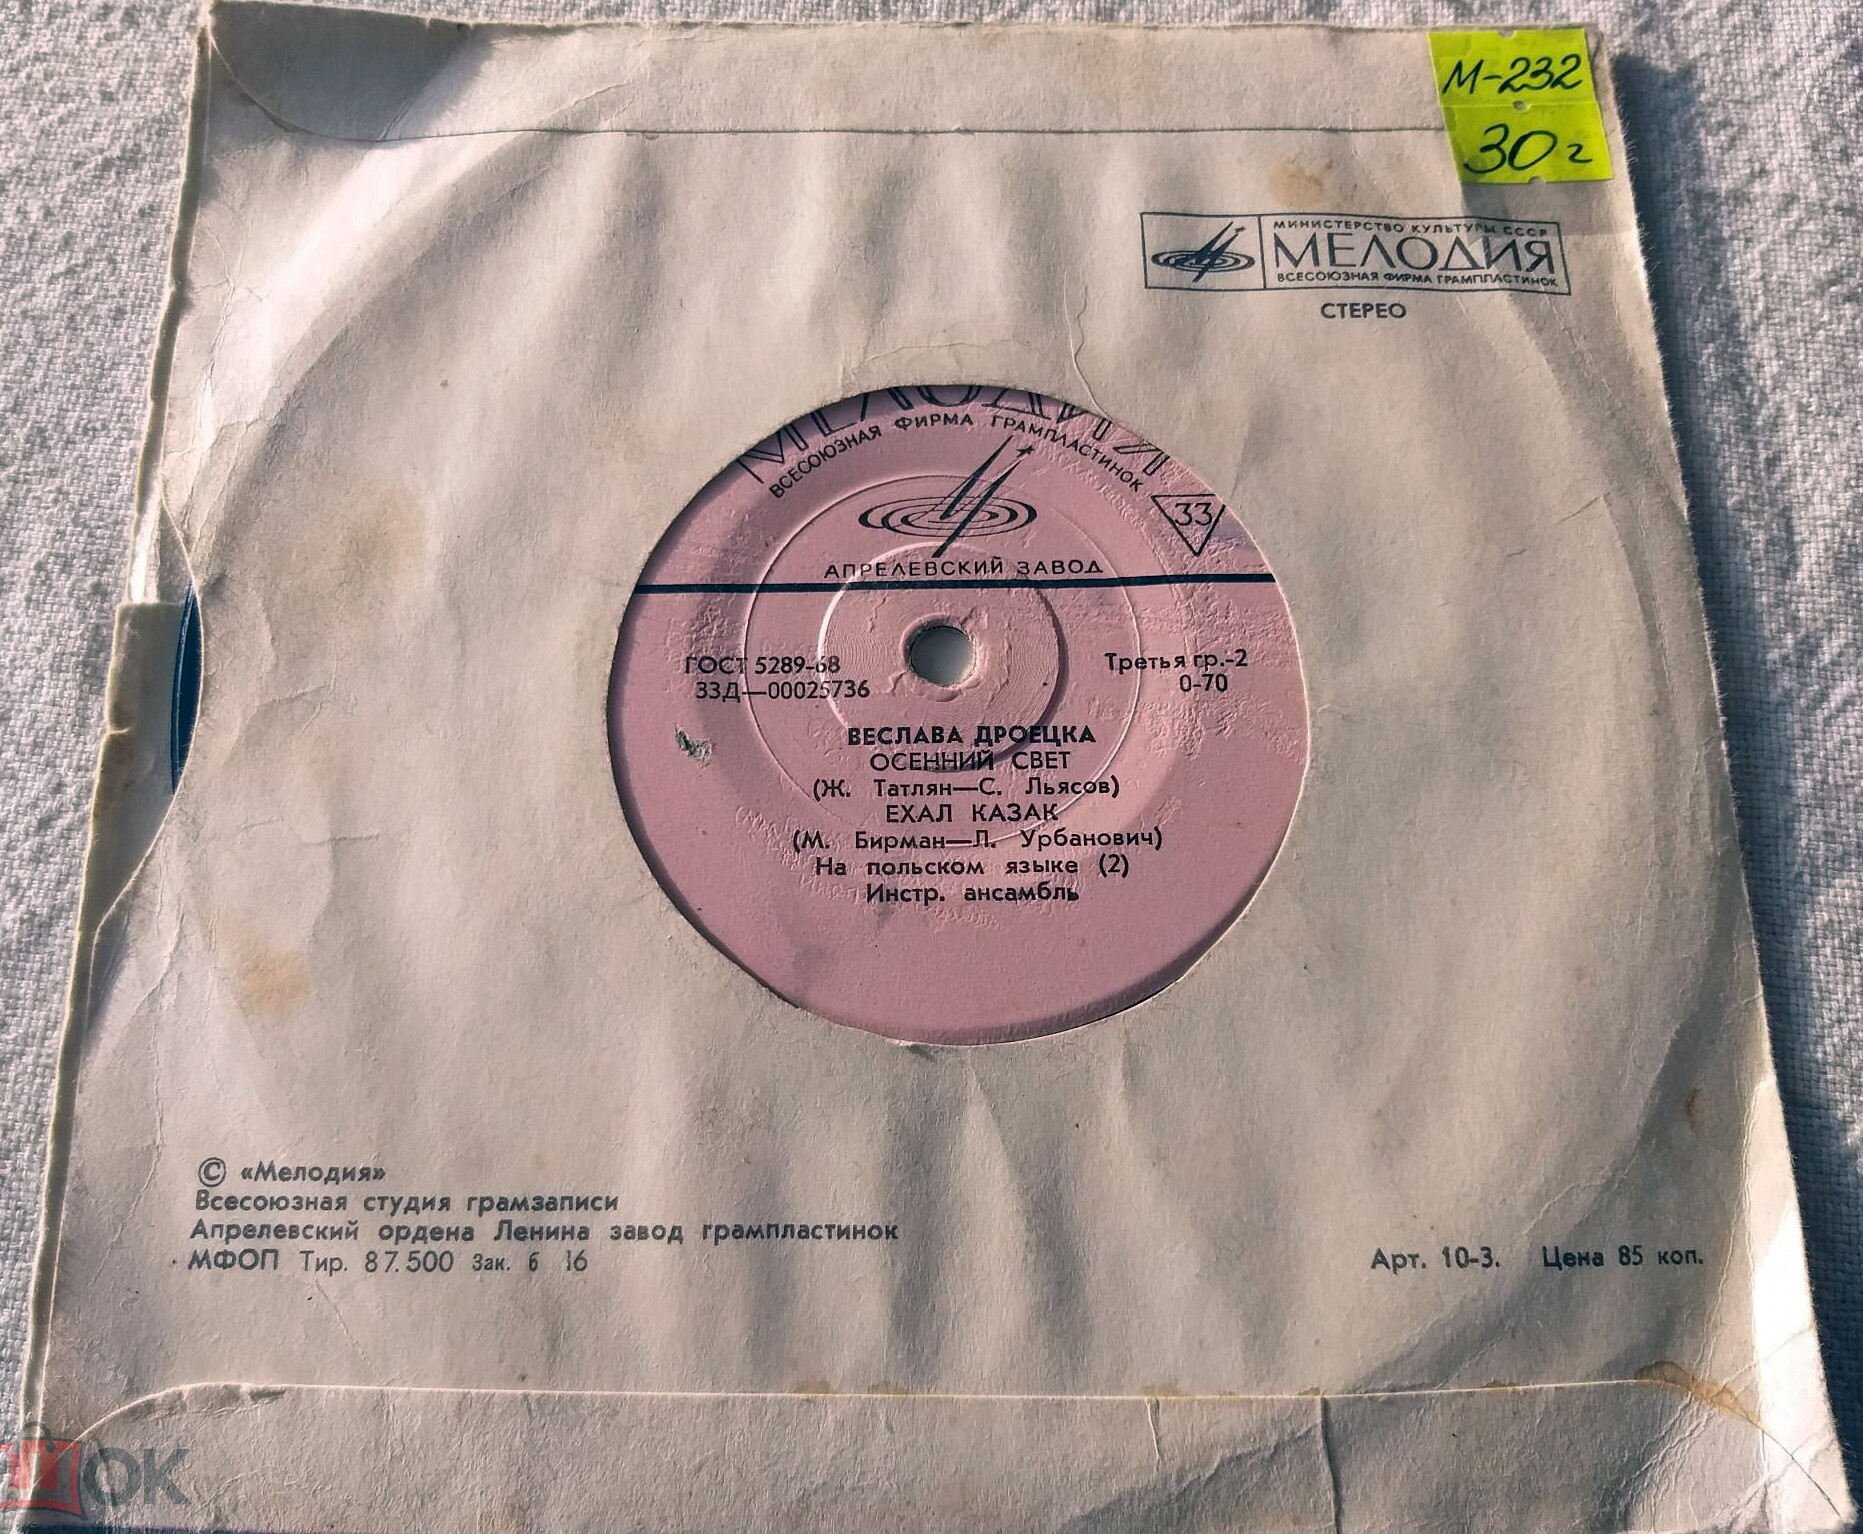 М-232
30 г
МИНИСТЕРСТВО КУЛЬТУРЫ СССР
МЕЛОДИЯ
ВСЕСОЮЗНАЯ ФИРМА ГРАМПЛАСТИНОК
СТЕРЕО
МЕЛОДИЯ
ВСЕСОЮЗНАЯ ФИРМА ГРАМПЛАСТИНОК
33
АПРЕЛЕВСКИЙ ЗАВОД
ГОСТ 5289-68
33Д—00025736
Третья гр.-2
0-70
ВЕСЛАВА ДРОЕЦКА
ОСЕННИЙ СВЕТ
(Ж. Татлян—С. Льясов)
ЕХАЛ КАЗАК
(М. Бирман—Л. Урбанович)
На польском языке (2)
Инстр. ансамбль
© «Мелодия»
Всесоюзная студия грамзаписи
Апрелевский ордена Ленина завод грампластинок
МФОП Тир. 87.500 Зак. 6 16
Арт. 10-3. Цена 85 коп.
ОК